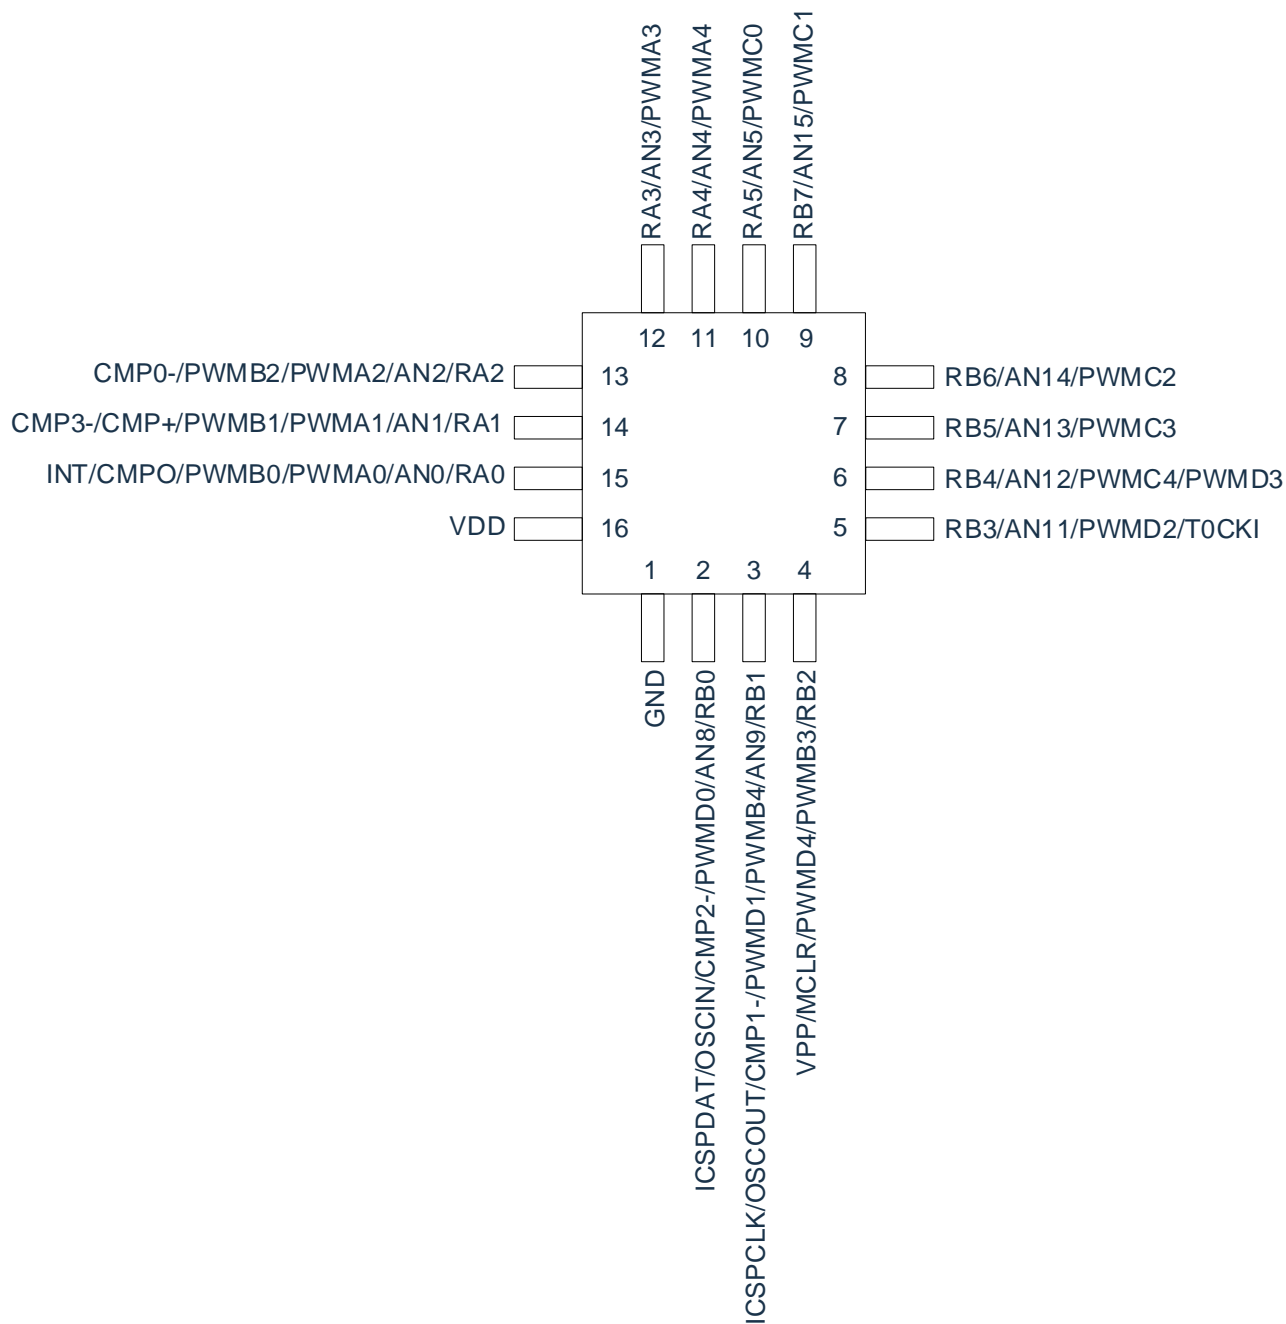 RA3/AN3/PWMA3
RA4/AN4/PWMA4
RA5/AN5/PWMC0
RB7/AN15/PWMC1
12
11
10
9
CMP0-/PWMB2/PWMA2/AN2/RA2
13
8
RB6/AN14/PWMC2
CMP3-/CMP+/PWMB1/PWMA1/AN1/RA1
14
7
RB5/AN13/PWMC3
INT/CMPO/PWMB0/PWMA0/AN0/RA0
15
6
RB4/AN12/PWMC4/PWMD3
VDD
16
5
RB3/AN11/PWMD2/T0CKI
1
2
3
4
GND
ICSPDAT/OSCIN/CMP2-/PWMD0/AN8/RB0
ICSPCLK/OSCOUT/CMP1-/PWMD1/PWMB4/AN9/RB1
VPP/MCLR/PWMD4/PWMB3/RB2